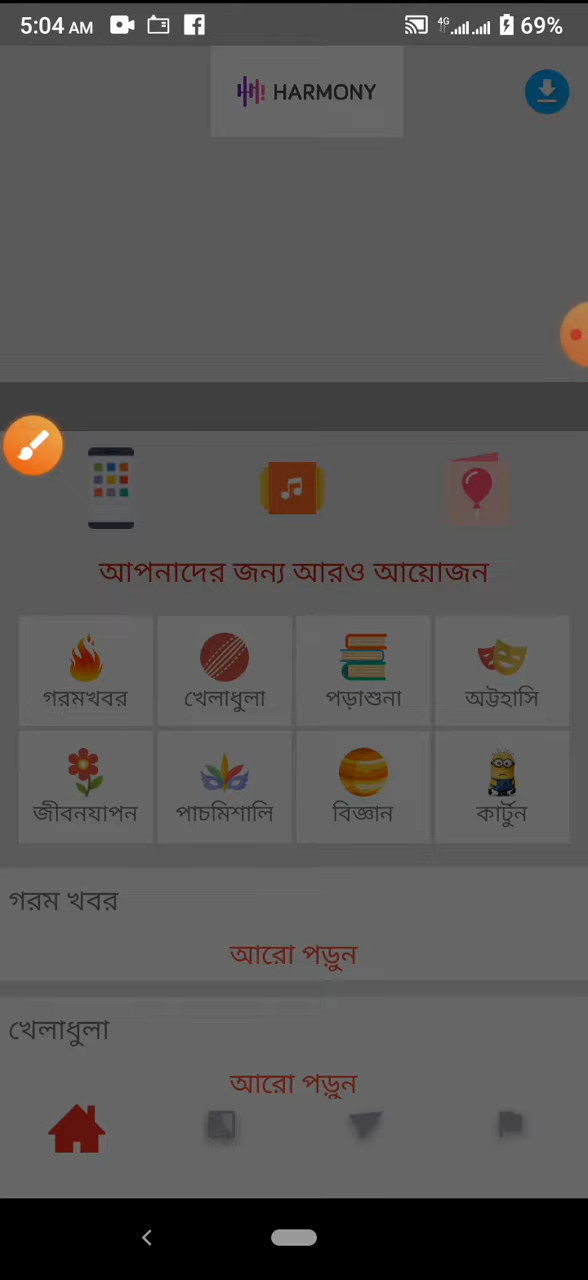 5:04 AM 4G 69%
HARMONY
আপনাদের জন্য আরও আয়োজন
গরমখবর খেলাধুলা পড়াশুনা অট্টহাসি
জীবনযাপন পাচমিশালি বিজ্ঞান কার্টুন
গরম খবর
আরো পড়ুন
খেলাধুলা
আরো পড়ুন